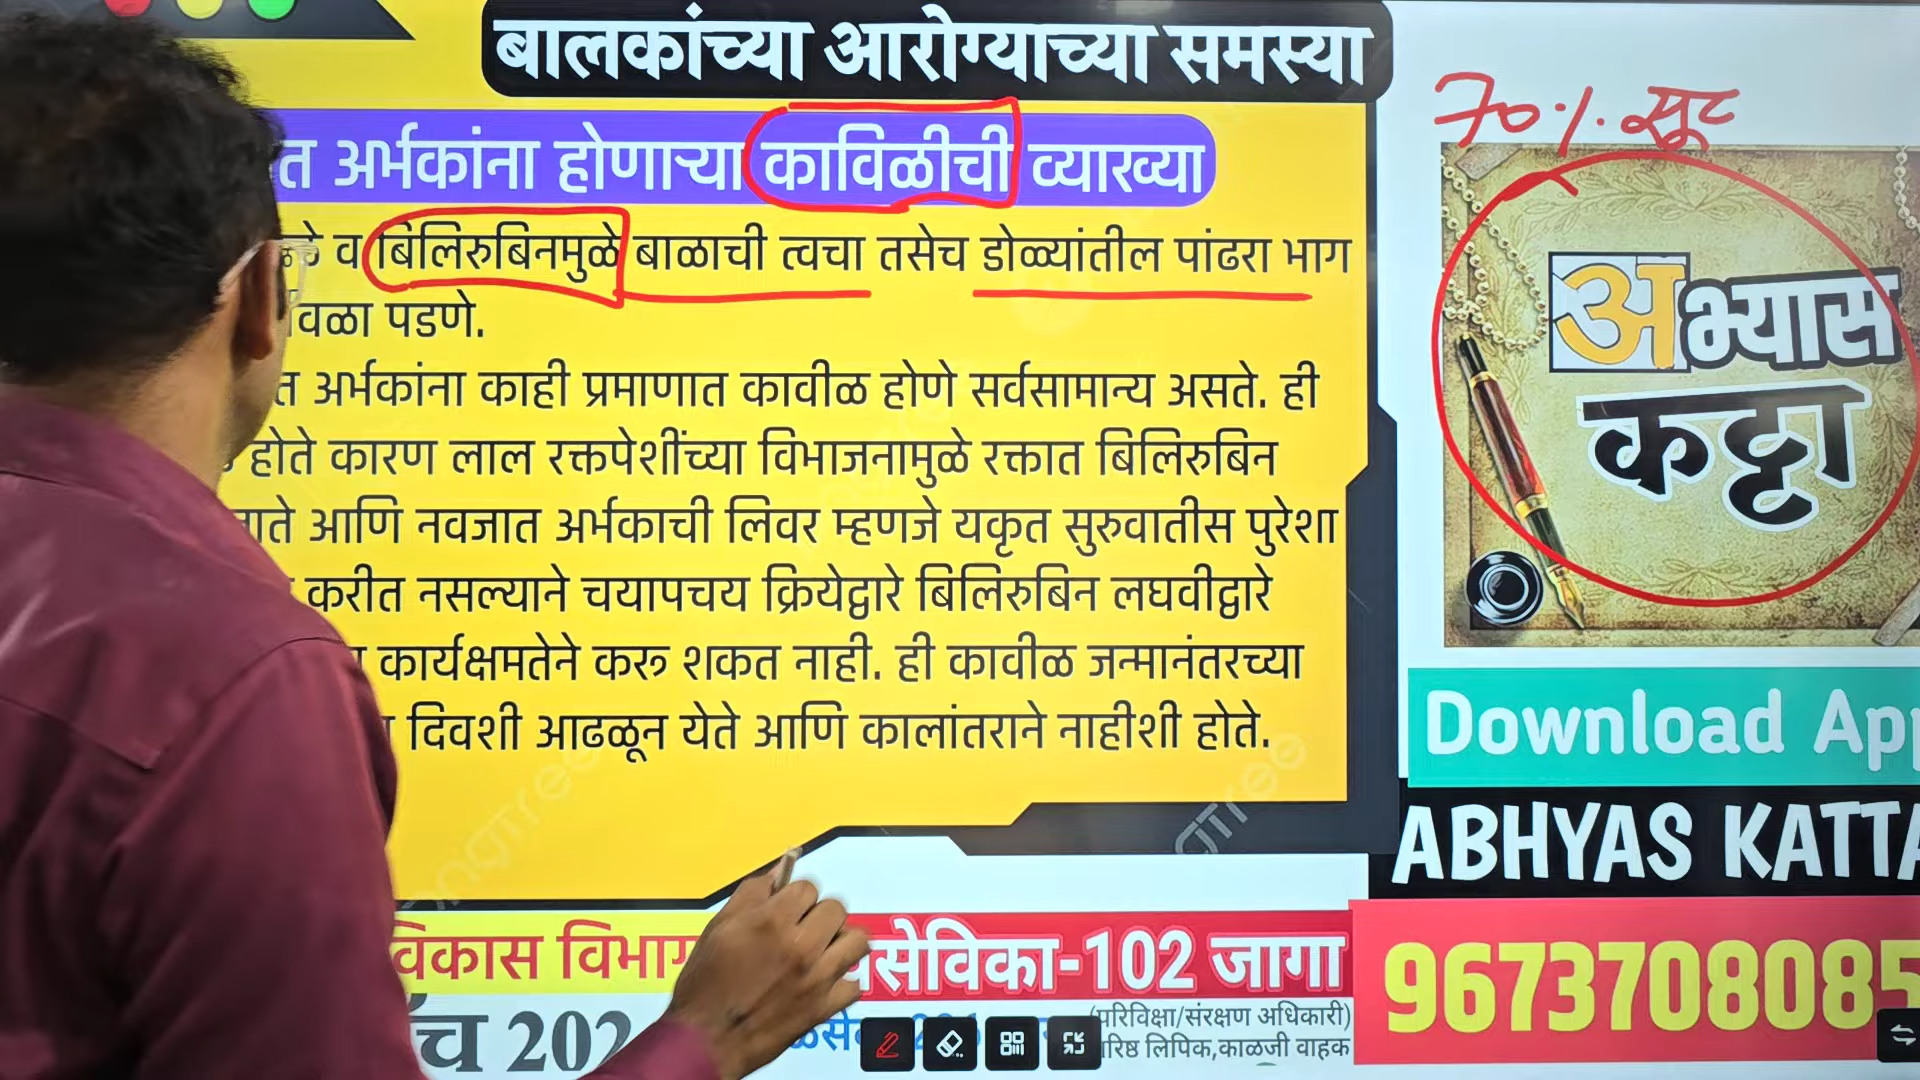 बालकांच्या आरोग्याच्या समस्या
70% सूट
त अर्भकांना होणाऱ्या काविळीची व्याख्या
व बिलिरुबिनमुळे बाळाची त्वचा तसेच डोळ्यांतील पांढरा भाग
पडणे.
त अर्भकांना काही प्रमाणात कावीळ होणे सर्वसामान्य असते. ही
होते कारण लाल रक्तपेशींच्या विभाजनामुळे रक्तात बिलिरुबिन
आणि नवजात अर्भकाची लिवर म्हणजे यकृत सुरुवातीस पुरेशा
करीत नसल्याने चयापचय क्रियेद्वारे बिलिरुबिन लघवीद्वारे
कार्यक्षमतेने करू शकत नाही. ही कावीळ जन्मानंतरच्या
दिवशी आढळून येते आणि कालांतराने नाहीशी होते.
अभ्यास
कट्टा
Download App
ABHYAS KATTA
9673708085
विकास विभाग
सेविका-102 जागा
(परिविक्षा/संरक्षण अधिकारी)
लिपिक,काळजी वाहक